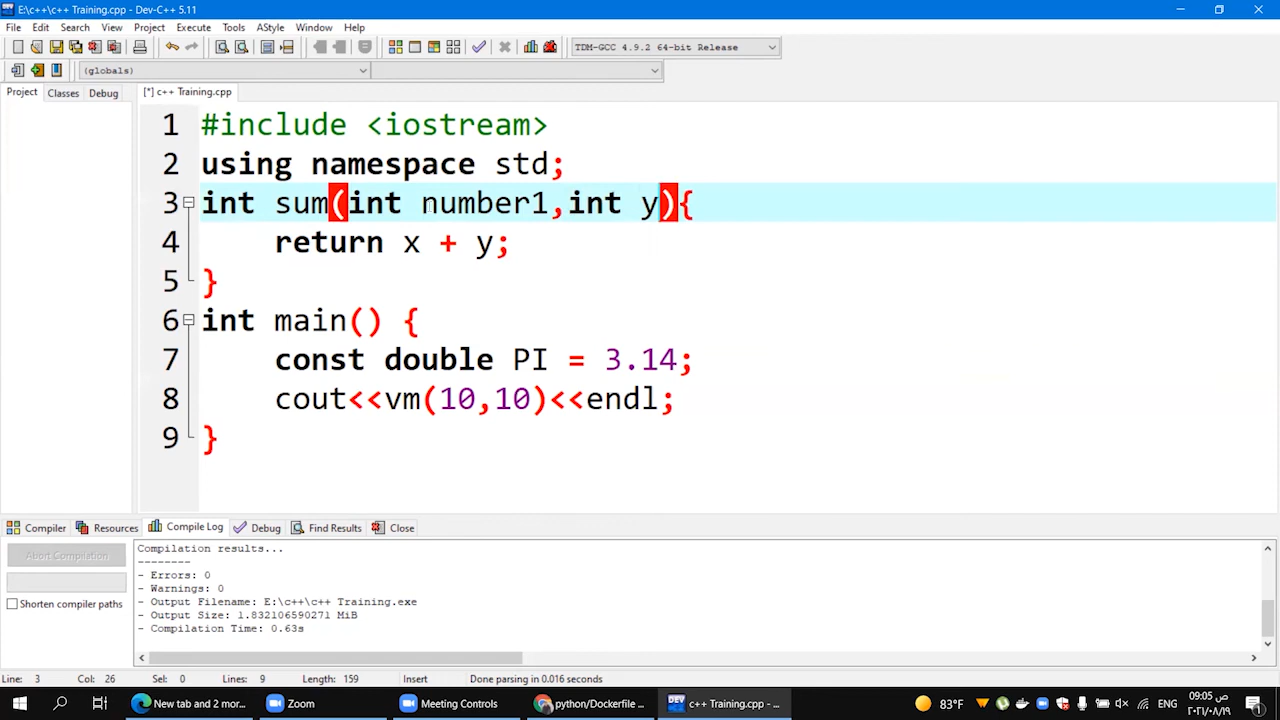 E:\c++\c++ Training.cpp - Dev-C++ 5.11
File Edit Search View Project Execute Tools AStyle Window Help
TDM-GCC 4.9.2 64-bit Release
(globals)
Project Classes Debug [*] c++ Training.cpp
1 #include <iostream>
2 using namespace std;
3 int sum(int number1,int y){
4 return x + y;
5 }
6 int main() {
7 const double PI = 3.14;
8 cout<<vm(10,10)<<endl;
9 }
Compiler Resources Compile Log Debug Find Results Close
Abort Compilation
Shorten compiler paths
Compilation results...
--------
- Errors: 0
- Warnings: 0
- Output Filename: E:\c++\c++ Training.exe
- Output Size: 1.832106590271 MiB
- Compilation Time: 0.63s
Line: 3 Col: 26 Sel: 0 Lines: 9 Length: 159 Insert Done parsing in 0.016 seconds
New tab and 2 mor... Zoom Meeting Controls python/Dockerfile ... DEV c++ Training.cpp - ... 83°F ENG 09:05 ص